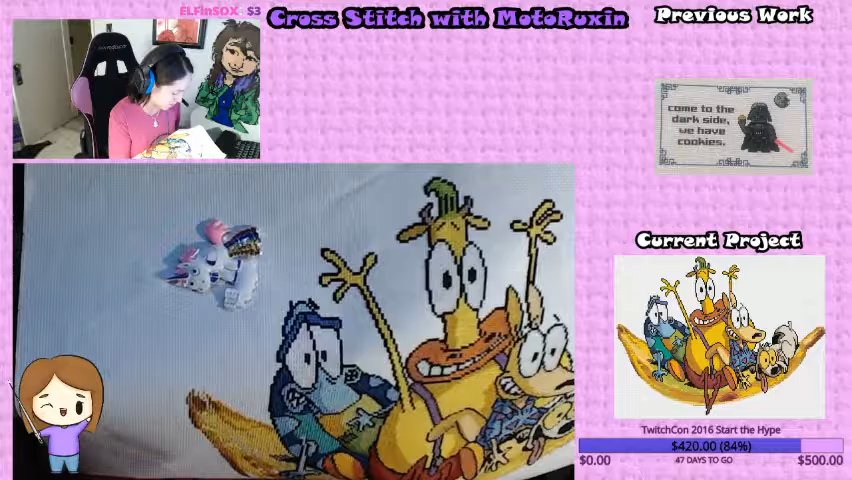 ELFinSOX : $3
Cross Stitch with MotoRuxin
Previous Work
come to the
dark side,
we have
cookies.
Current Project
TwitchCon 2016 Start the Hype
$420.00 (84%)
$0.00
47 DAYS TO GO
$500.00